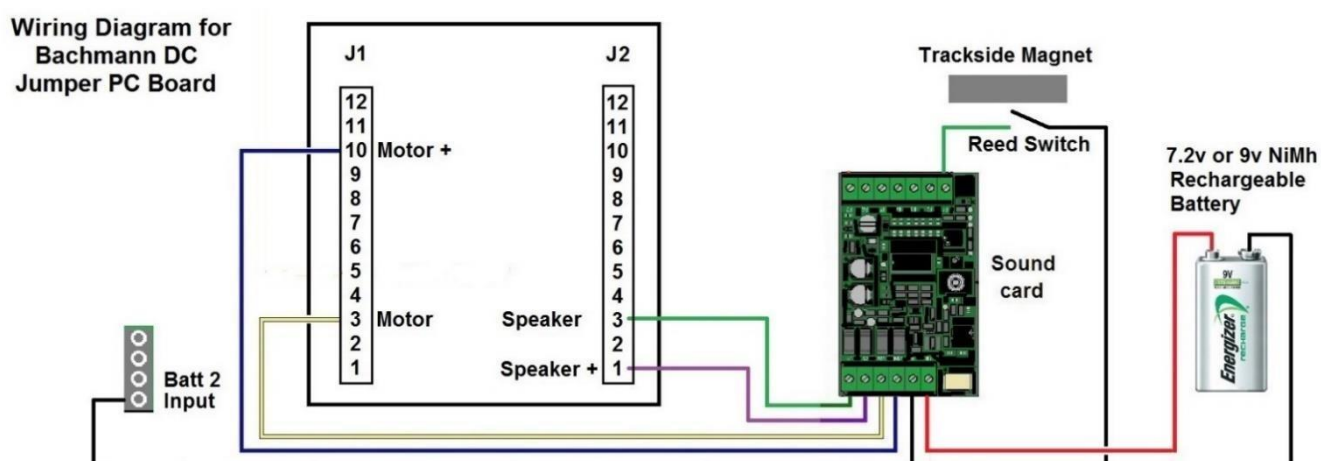 Wiring Diagram for
Bachmann DC
Jumper PC Board
J1
J2
12
11
10 Motor +
9
8
7
6
5
4
3 Motor
2
1
12
11
10
9
8
7
6
5
4
Speaker 3
2
Speaker + 1
Batt 2
Input
Trackside Magnet
Reed Switch
Sound
card
7.2v or 9v NiMh
Rechargeable
Battery
9V
Energizer
RECHARGE